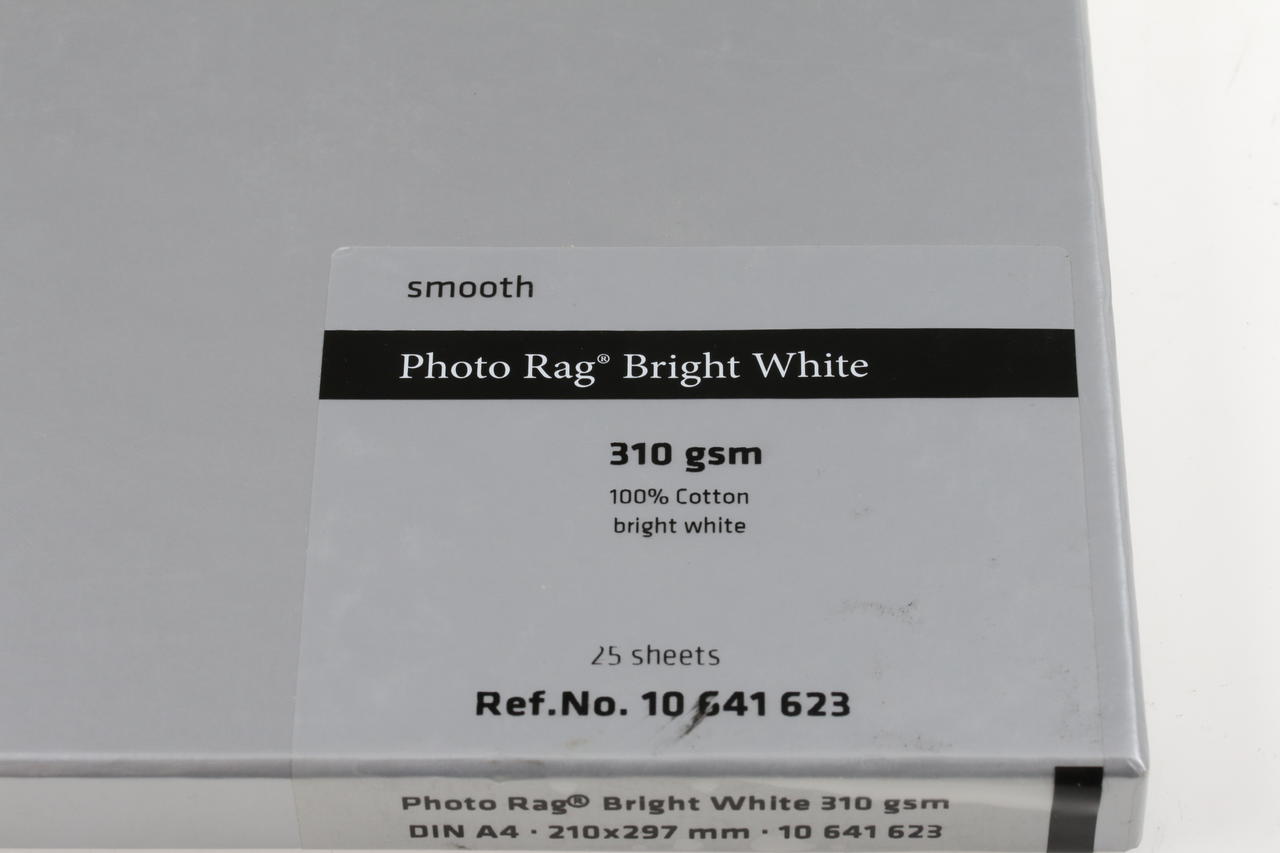 smooth
Photo Rag® Bright White
310 gsm
100% Cotton
bright white
25 sheets
Ref.No. 10 641 623
Photo Rag® Bright White 310 gsm
DIN A4 · 210x297 mm · 10 641 623